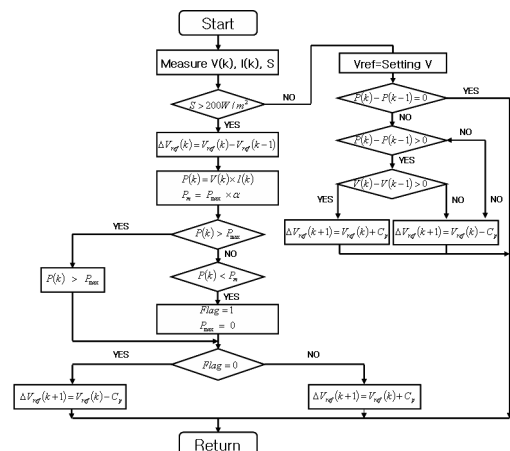 Start
Measure V(k), I(k), S
S > 200W / m²
NO
YES
ΔV_ref(k) = V_ref(k) − V_ref(k−1)
P(k) = V(k) × I(k)
P_m = P_max × α
YES
P(k) > P_max
NO
P(k) > P_max
P(k) < P_m
YES
Flag = 1
P_max = 0
YES
Flag = 0
NO
ΔV_ref(k+1) = V_ref(k) − C_p
ΔV_ref(k+1) = V_ref(k) + C_p
Return
Vref=Setting V
P(k) − P(k−1) = 0
YES
NO
P(k) − P(k−1) > 0
NO
YES
V(k) − V(k−1) > 0
YES
NO
NO
ΔV_ref(k+1) = V_ref(k) + C_p
ΔV_ref(k+1) = V_ref(k) − C_p